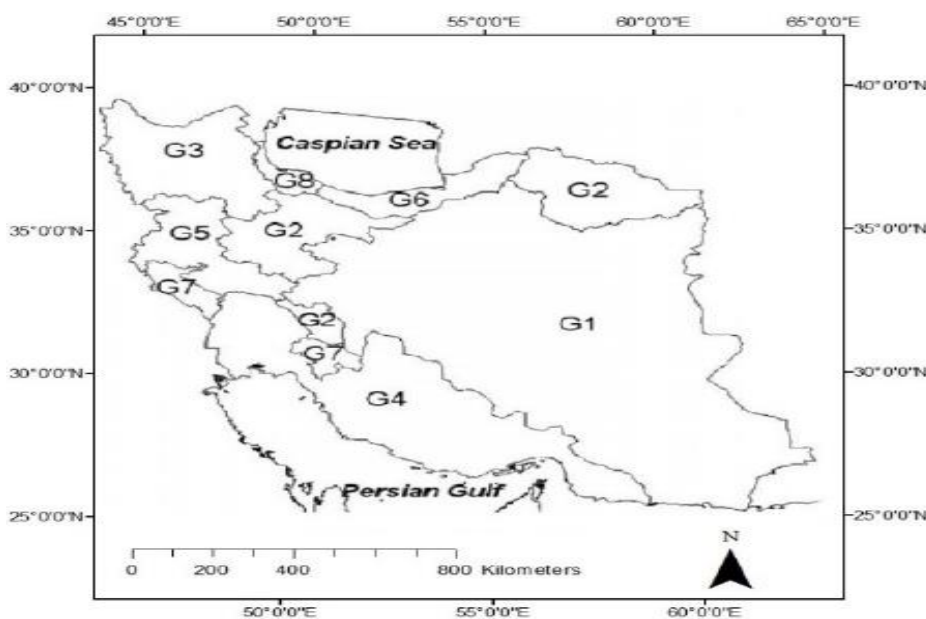 45°0'0"E 50°0'0"E 55°0'0"E 60°0'0"E 65°0'0"E
40°0'0"N 40°0'0"N
Caspian Sea
G3
G8
G6
G2
G5
G2
35°0'0"N 35°0'0"N
G7
G2
G1
G7
30°0'0"N 30°0'0"N
G4
Persian Gulf
25°0'0"N 25°0'0"N
N
0 200 400 800 Kilometers
50°0'0"E 55°0'0"E 60°0'0"E